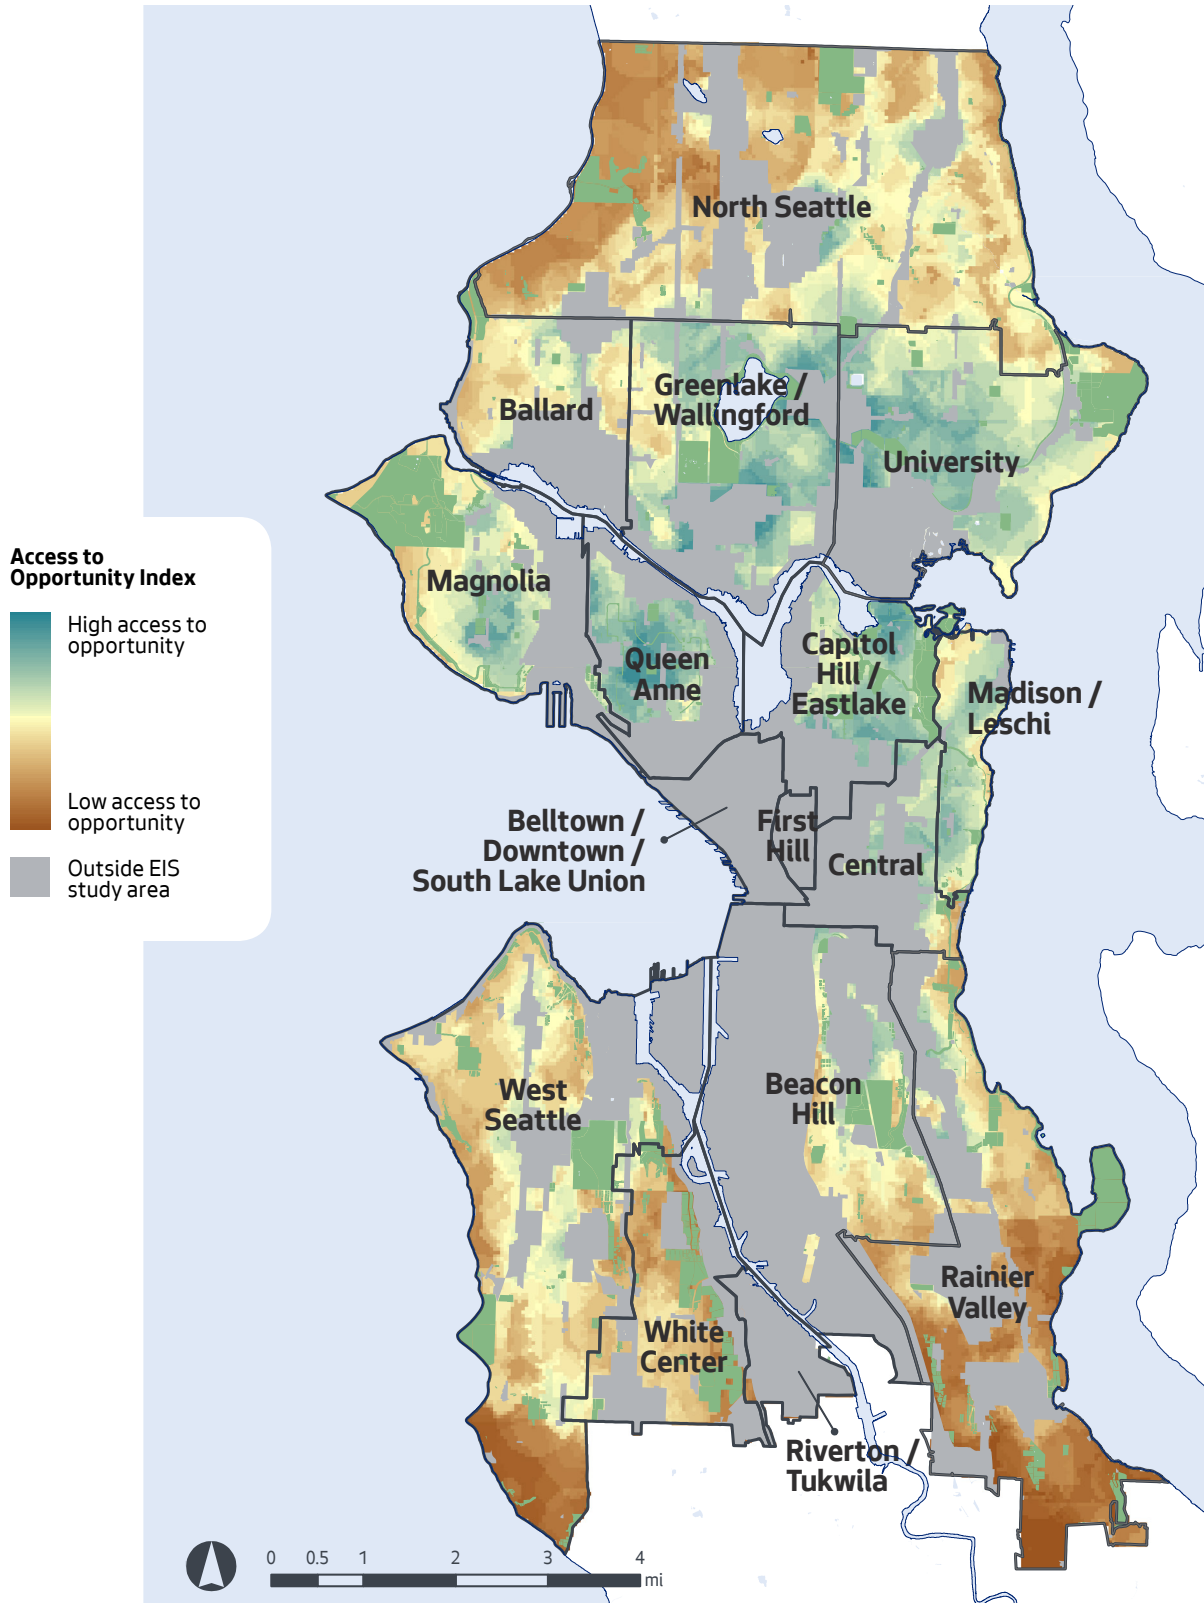 North Seattle
Greenlake /
Wallingford
Ballard
University
Access to
Opportunity Index
High access to
opportunity
Low access to
opportunity
Outside EIS
study area
Magnolia
Queen
Anne
Capitol
Hill /
Eastlake
Madison /
Leschi
Belltown /
Downtown /
South Lake Union
First
Hill
Central
West
Seattle
Beacon
Hill
Rainier
Valley
White
Center
Riverton /
Tukwila
0 0.5 1 2 3 4
mi